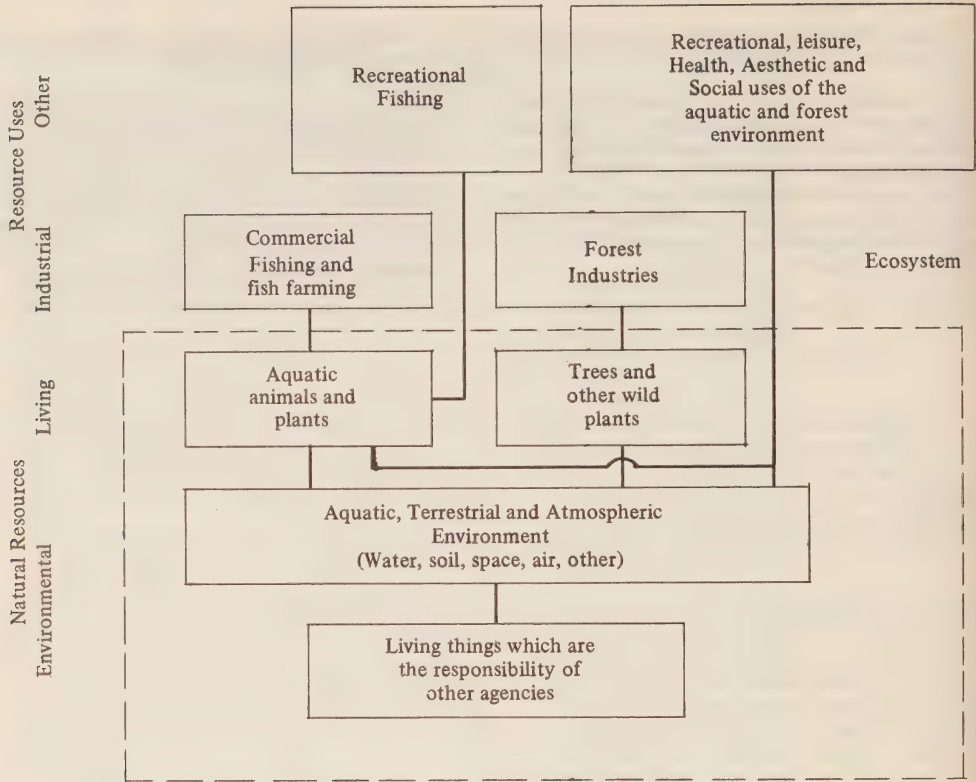 Resource Uses
Other
Industrial
Natural Resources
Living
Environmental
Recreational
Fishing
Recreational, leisure,
Health, Aesthetic and
Social uses of the
aquatic and forest
environment
Commercial
Fishing and
fish farming
Forest
Industries
Ecosystem
Aquatic
animals and
plants
Trees and
other wild
plants
Aquatic, Terrestrial and Atmospheric
Environment
(Water, soil, space, air, other)
Living things which are
the responsibility of
other agencies